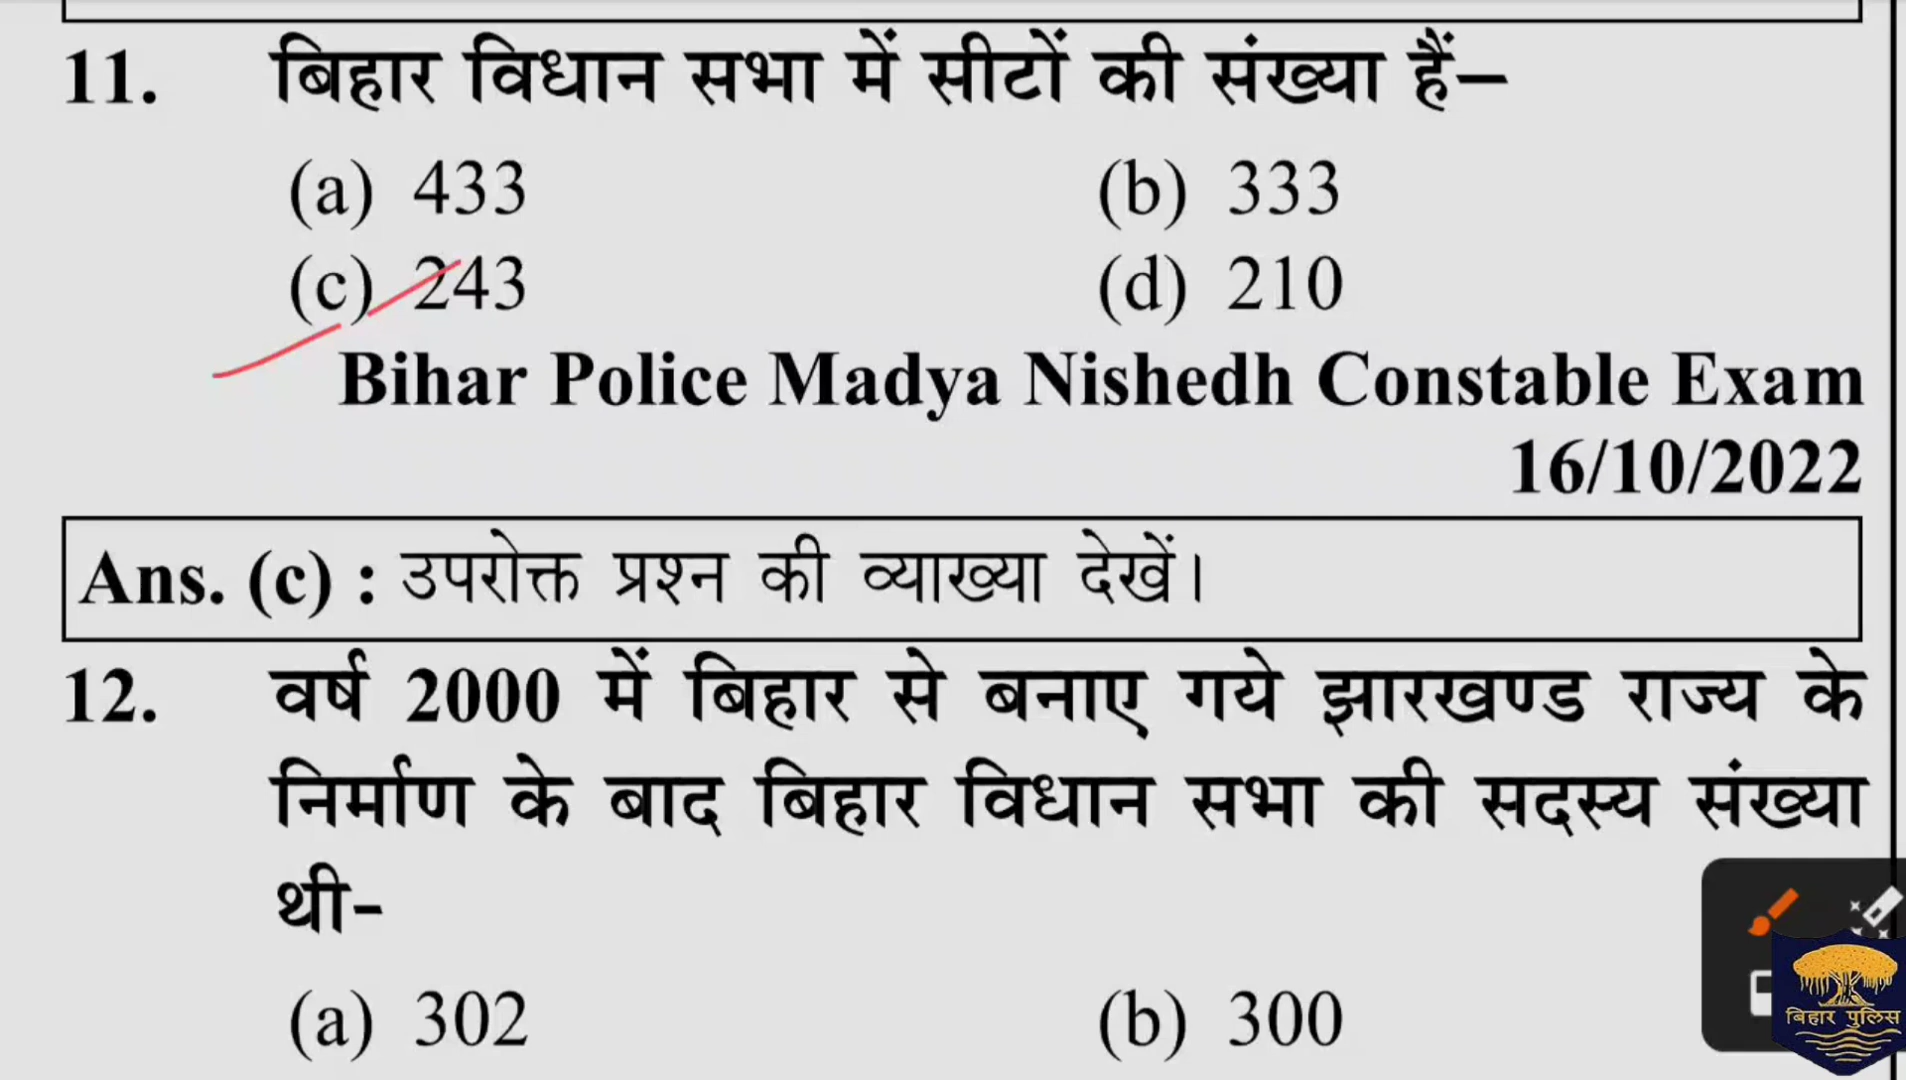 11. बिहार विधान सभा में सीटों की संख्या हैं–
(a) 433 (b) 333
(c) 243 (d) 210
Bihar Police Madya Nishedh Constable Exam
16/10/2022
Ans. (c) : उपरोक्त प्रश्न की व्याख्या देखें।
12. वर्ष 2000 में बिहार से बनाए गये झारखण्ड राज्य के
निर्माण के बाद बिहार विधान सभा की सदस्य संख्या
थी-
(a) 302 (b) 300
बिहार पुलिस